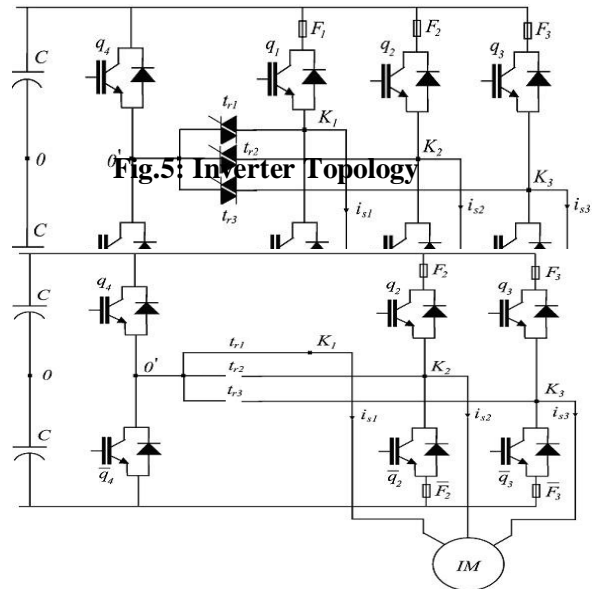 F1 F2 F3
q4 q1 q2 q3
C
tr1 K1
0 0' tr2 K2
Fig.5: Inverter Topology
K3
tr3
is1 is2 is3
C
F2 F3
q4 q2 q3
C
tr1 K1
0 0' tr2 K2
tr3 K3
is1 is2 is3
C
q̅4 q̅2 q̅3
F̅2 F̅3
IM